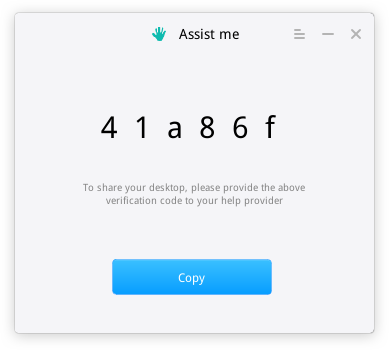 Assist me
4 1 a 8 6 f
To share your desktop, please provide the above
verification code to your help provider
Copy